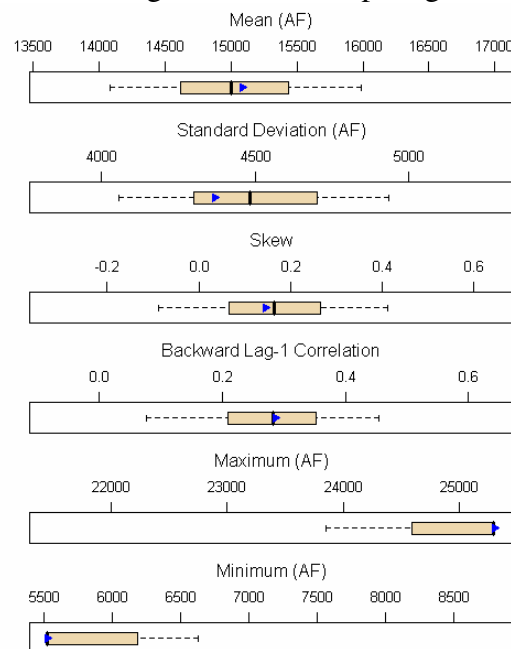 Mean (AF)
13500 14000 14500 15000 15500 16000 16500 17000
Standard Deviation (AF)
4000 4500 5000
Skew
-0.2 0.0 0.2 0.4 0.6
Backward Lag-1 Correlation
0.0 0.2 0.4 0.6
Maximum (AF)
22000 23000 24000 25000
Minimum (AF)
5500 6000 6500 7000 7500 8000 8500